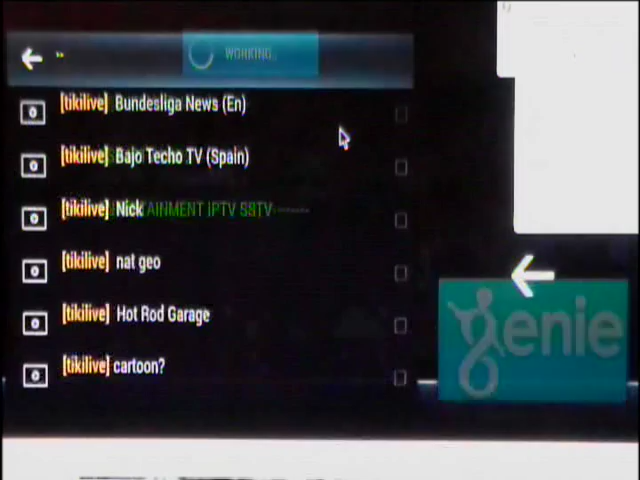 WORKING..
..
[tikilive] Bundesliga News (En)
[tikilive] Bajo Techo TV (Spain)
[tikilive] Nick
AINMENT IPTV SSTV------
[tikilive] nat geo
[tikilive] Hot Rod Garage
[tikilive] cartoon?
genie